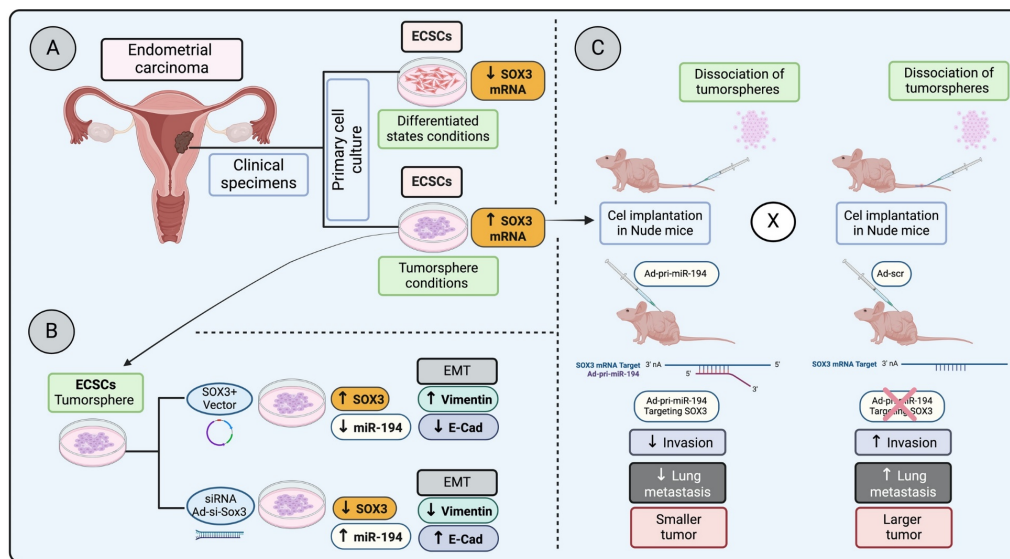 A
Endometrial
carcinoma
Clinical
specimens
Primary cell
culture
ECSCs
↓ SOX3
mRNA
Differentiated
states conditions
ECSCs
↑ SOX3
mRNA
Tumorsphere
conditions
B
ECSCs
Tumorsphere
SOX3+
Vector
↑ SOX3
↓ miR-194
EMT
↑ Vimentin
↓ E-Cad
siRNA
Ad-si-Sox3
↓ SOX3
↑ miR-194
EMT
↓ Vimentin
↑ E-Cad
C
Dissociation of
tumorspheres
Cel implantation
in Nude mice
Ad-pri-miR-194
SOX3 mRNA Target 3' nA 5'
Ad-pri-miR-194 5'
3'
Ad-pri-miR-194
Targeting SOX3
↓ Invasion
↓ Lung
metastasis
Smaller
tumor
X
Dissociation of
tumorspheres
Cel implantation
in Nude mice
Ad-scr
SOX3 mRNA Target 3' nA
Ad-pri-miR-194
Targeting SOX3
↑ Invasion
↑ Lung
metastasis
Larger
tumor